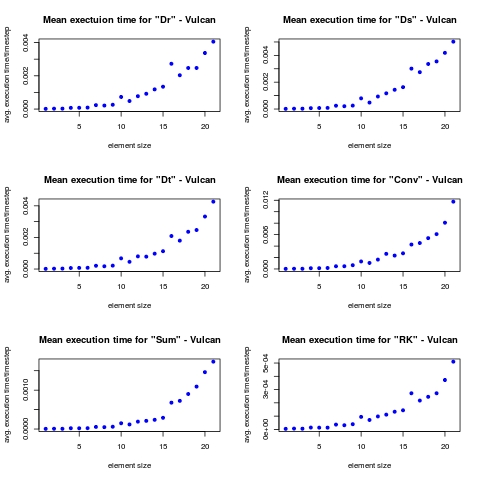 Mean exectuion time for "Dr" - Vulcan
avg. execution time/timestep
0.004
0.002
0.000
5 10 15 20
element size
Mean execution time for "Ds" - Vulcan
avg. execution time/timestep
0.004
0.002
0.000
5 10 15 20
element size
Mean execution time for "Dt" - Vulcan
avg. execution time/timestep
0.004
0.002
0.000
5 10 15 20
element size
Mean execution time for "Conv" - Vulcan
avg. execution time/timestep
0.012
0.006
0.000
5 10 15 20
element size
Mean execution time for "Sum" - Vulcan
avg. execution time/timestep
0.0010
0.0000
5 10 15 20
element size
Mean execution time for "RK" - Vulcan
avg. execution time/timestep
5e-04
3e-04
0e+00
5 10 15 20
element size